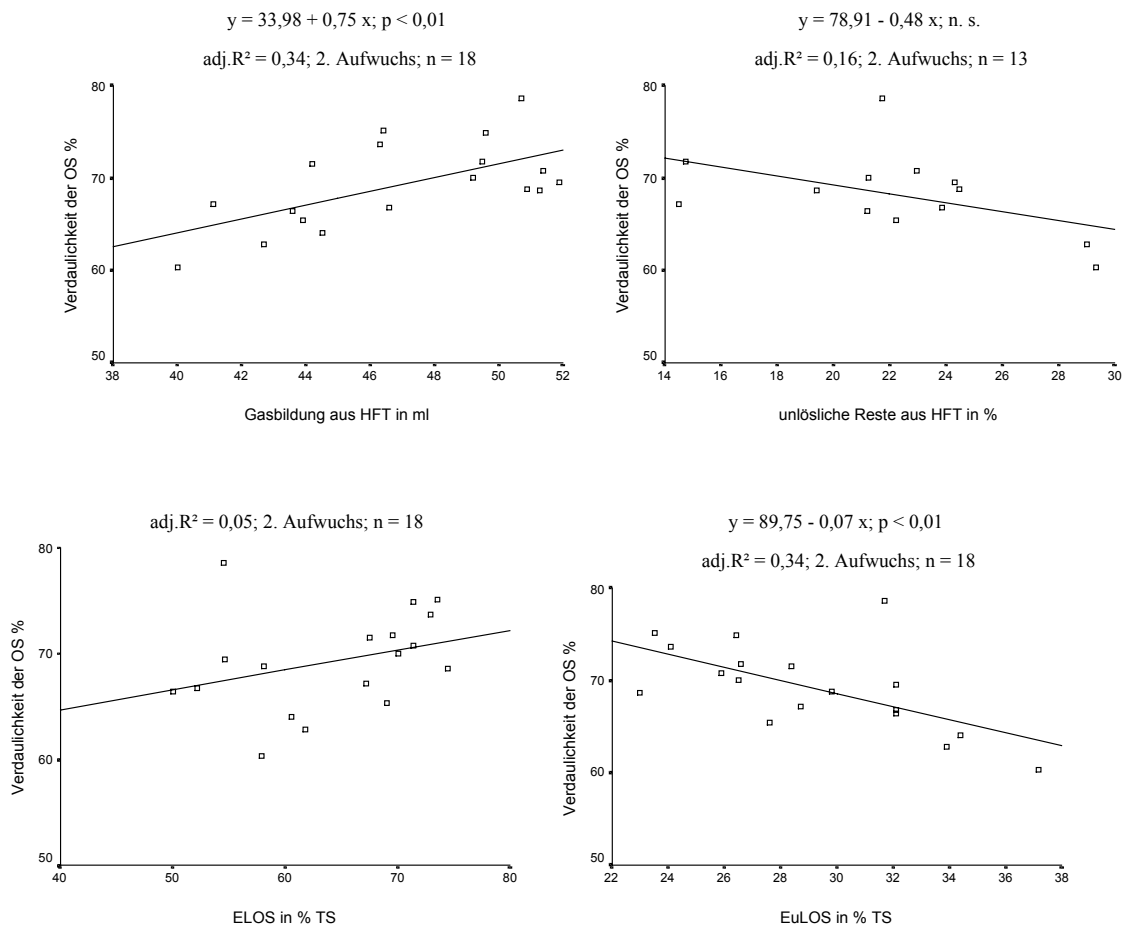 y = 33,98 + 0,75 x; p < 0,01
adj.R² = 0,34; 2. Aufwuchs; n = 18
80
70
60
50
Verdaulichkeit der OS %
38 40 42 44 46 48 50 52
Gasbildung aus HFT in ml
y = 78,91 - 0,48 x; n. s.
adj.R² = 0,16; 2. Aufwuchs; n = 13
80
70
60
50
Verdaulichkeit der OS %
14 16 18 20 22 24 26 28 30
unlösliche Reste aus HFT in %
adj.R² = 0,05; 2. Aufwuchs; n = 18
80
70
60
50
Verdaulichkeit der OS %
40 50 60 70 80
ELOS in % TS
y = 89,75 - 0,07 x; p < 0,01
adj.R² = 0,34; 2. Aufwuchs; n = 18
80
70
60
50
Verdaulichkeit der OS %
22 24 26 28 30 32 34 36 38
EuLOS in % TS